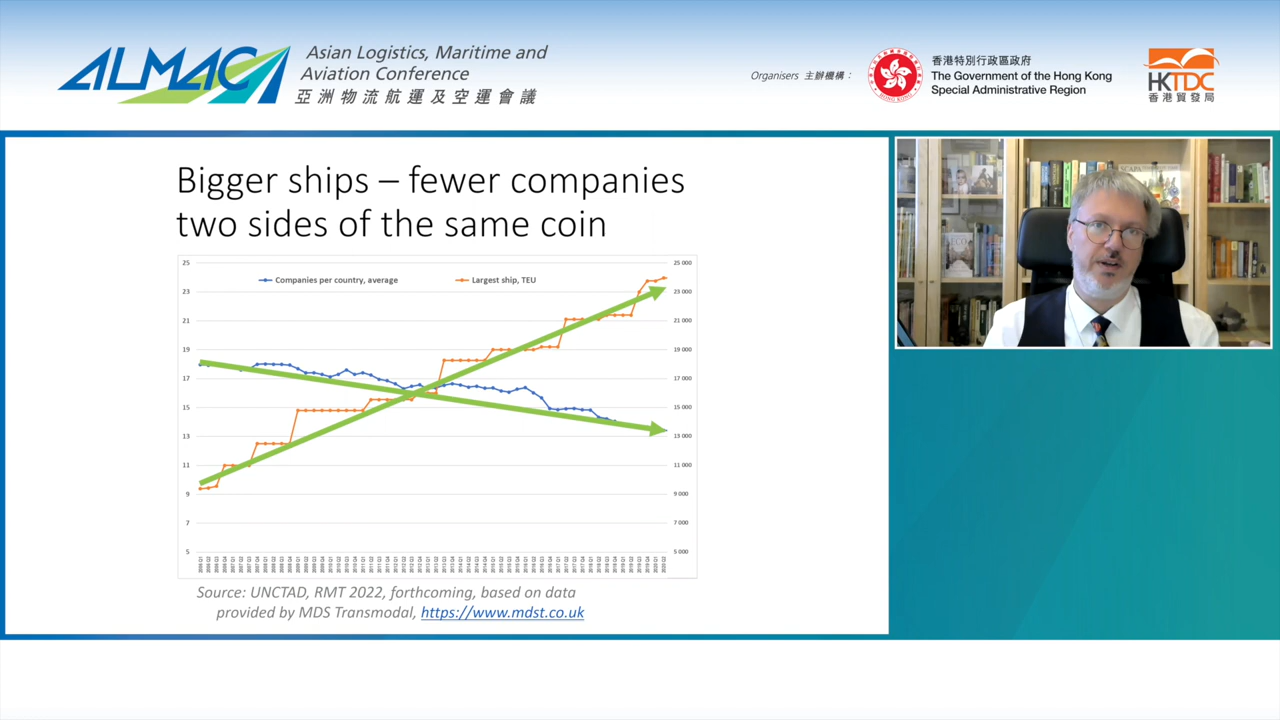 ALMAC
Asian Logistics, Maritime and
Aviation Conference
亞洲物流航運及空運會議
Organisers 主辦機構：
香港特別行政區政府
The Government of the Hong Kong
Special Administrative Region
HKTDC
香港貿發局
Bigger ships – fewer companies
two sides of the same coin
Companies per country, average
Largest ship, TEU
25
23
21
19
17
15
13
11
9
7
5
25 000
23 000
21 000
19 000
17 000
15 000
13 000
11 000
9 000
7 000
5 000
Source: UNCTAD, RMT 2022, forthcoming, based on data
provided by MDS Transmodal, https://www.mdst.co.uk